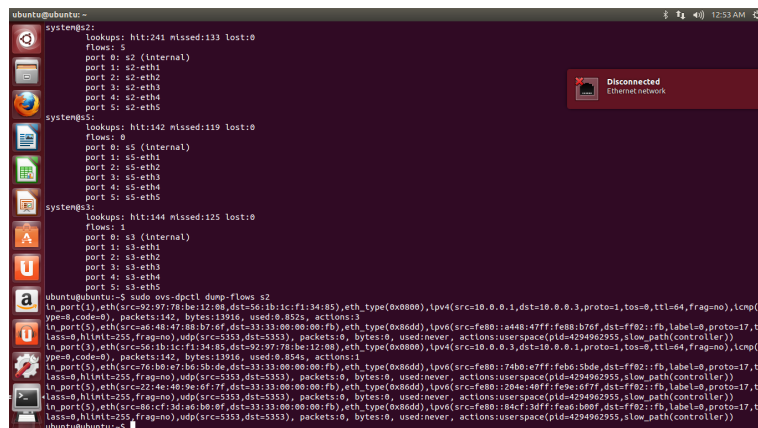 ubuntu@ubuntu: ~
12:53 AM
system@s2:
lookups: hit:241 missed:133 lost:0
flows: 5
port 0: s2 (internal)
port 1: s2-eth1
port 2: s2-eth2
port 3: s2-eth3
port 4: s2-eth4
port 5: s2-eth5
Disconnected
Ethernet network
system@s5:
lookups: hit:142 missed:119 lost:0
flows: 0
port 0: s5 (internal)
port 1: s5-eth1
port 2: s5-eth2
port 3: s5-eth3
port 4: s5-eth4
port 5: s5-eth5
system@s3:
lookups: hit:144 missed:125 lost:0
flows: 1
port 0: s3 (internal)
port 1: s3-eth1
port 2: s3-eth2
port 3: s3-eth3
port 4: s3-eth4
port 5: s3-eth5
ubuntu@ubuntu:~$ sudo ovs-dpctl dump-flows s2
in_port(1),eth(src=92:97:78:be:12:08,dst=56:1b:1c:f1:34:85),eth_type(0x0800),ipv4(src=10.0.0.1,dst=10.0.0.3,proto=1,tos=0,ttl=64,frag=no),icmp(
ype=8,code=0), packets:142, bytes:13916, used:0.852s, actions:3
in_port(5),eth(src=a6:48:47:88:b7:6f,dst=33:33:00:00:00:fb),eth_type(0x86dd),ipv6(src=fe80::a448:47ff:fe88:b76f,dst=ff02::fb,label=0,proto=17,t
lass=0,hlimit=255,frag=no),udp(src=5353,dst=5353), packets:0, bytes:0, used:never, actions:userspace(pid=4294962955,slow_path(controller))
in_port(3),eth(src=56:1b:1c:f1:34:85,dst=92:97:78:be:12:08),eth_type(0x0800),ipv4(src=10.0.0.3,dst=10.0.0.1,proto=1,tos=0,ttl=64,frag=no),icmp(
ype=0,code=0), packets:142, bytes:13916, used:0.854s, actions:1
in_port(5),eth(src=76:b0:e7:b6:5b:de,dst=33:33:00:00:00:fb),eth_type(0x86dd),ipv6(src=fe80::74b0:e7ff:feb6:5bde,dst=ff02::fb,label=0,proto=17,t
lass=0,hlimit=255,frag=no),udp(src=5353,dst=5353), packets:0, bytes:0, used:never, actions:userspace(pid=4294962955,slow_path(controller))
in_port(5),eth(src=22:4e:40:9e:6f:7f,dst=33:33:00:00:00:fb),eth_type(0x86dd),ipv6(src=fe80::204e:40ff:fe9e:6f7f,dst=ff02::fb,label=0,proto=17,t
lass=0,hlimit=255,frag=no),udp(src=5353,dst=5353), packets:0, bytes:0, used:never, actions:userspace(pid=4294962955,slow_path(controller))
in_port(5),eth(src=86:cf:3d:a6:b0:0f,dst=33:33:00:00:00:fb),eth_type(0x86dd),ipv6(src=fe80::84cf:3dff:fea6:b00f,dst=ff02::fb,label=0,proto=17,t
lass=0,hlimit=255,frag=no),udp(src=5353,dst=5353), packets:0, bytes:0, used:never, actions:userspace(pid=4294962955,slow_path(controller))
ubuntu@ubuntu:~$